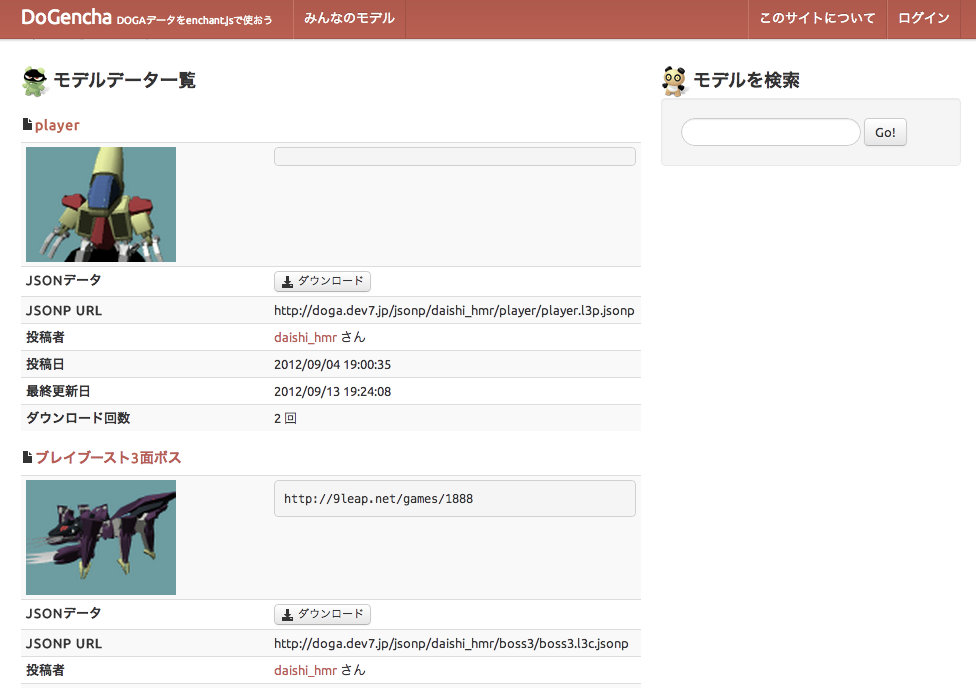 DoGencha DOGAデータをenchant.jsで使おう みんなのモデル このサイトについて ログイン
モデルデータ一覧
player
JSONデータ ダウンロード
JSONP URL http://doga.dev7.jp/jsonp/daishi_hmr/player/player.l3p.jsonp
投稿者 daishi_hmr さん
投稿日 2012/09/04 19:00:35
最終更新日 2012/09/13 19:24:08
ダウンロード回数 2 回
ブレイブースト3面ボス
http://9leap.net/games/1888
JSONデータ ダウンロード
JSONP URL http://doga.dev7.jp/jsonp/daishi_hmr/boss3/boss3.l3c.jsonp
投稿者 daishi_hmr さん
モデルを検索
Go!